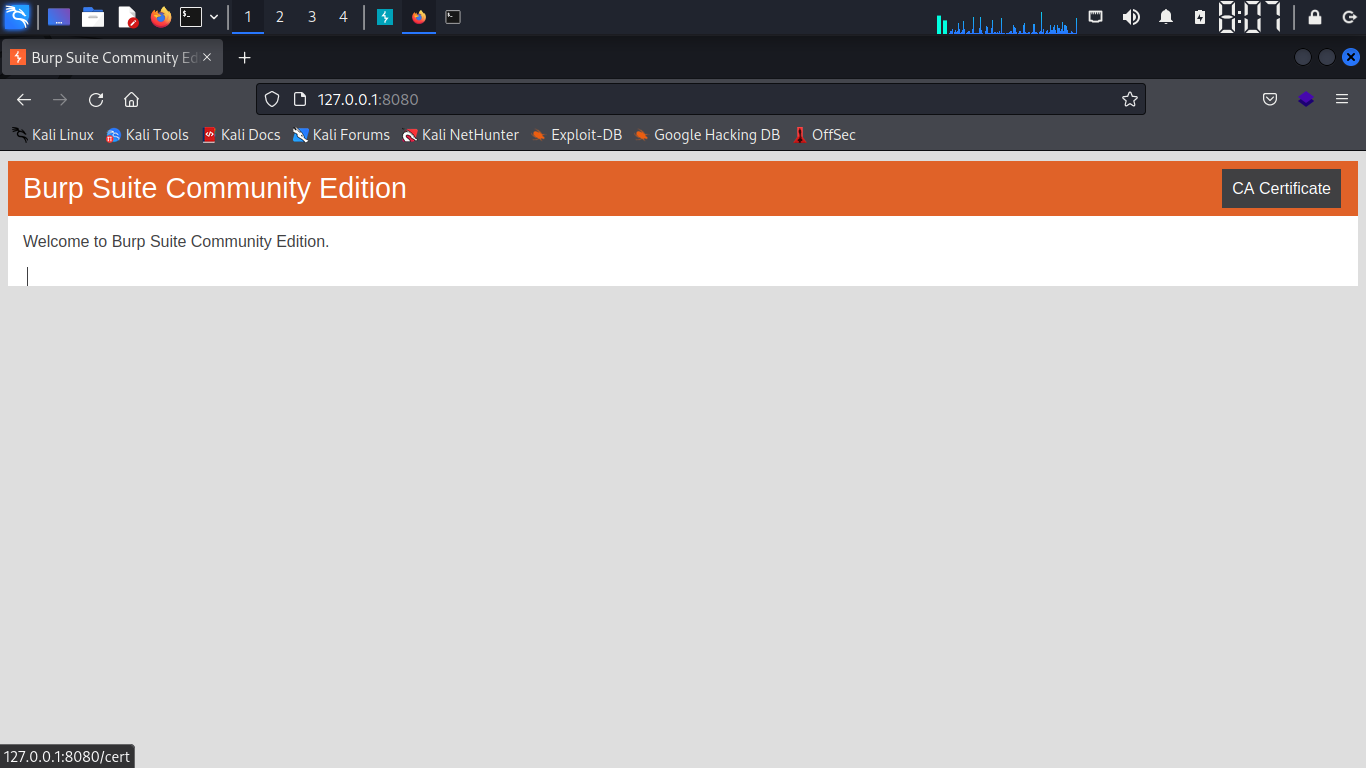 1 2 3 4 8:07
Burp Suite Community Ed
127.0.0.1:8080
Kali Linux Kali Tools Kali Docs Kali Forums Kali NetHunter Exploit-DB Google Hacking DB OffSec
Burp Suite Community Edition CA Certificate
Welcome to Burp Suite Community Edition.
127.0.0.1:8080/cert